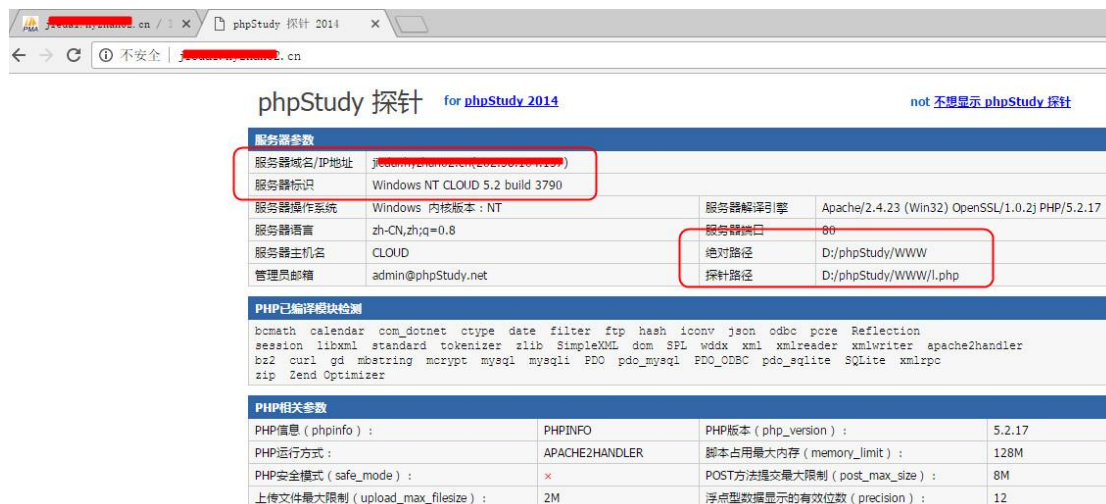 .cn / 1
phpStudy 探针 2014
不安全
.cn
phpStudy 探针 for phpStudy 2014 not 不想显示 phpStudy 探针
服务器参数
服务器域名/IP地址
服务器标识 Windows NT CLOUD 5.2 build 3790
服务器操作系统 Windows 内核版本：NT 服务器解译引擎 Apache/2.4.23 (Win32) OpenSSL/1.0.2j PHP/5.2.17
服务器语言 zh-CN,zh;q=0.8 服务器端口 80
服务器主机名 CLOUD 绝对路径 D:/phpStudy/WWW
管理员邮箱 admin@phpStudy.net 探针路径 D:/phpStudy/WWW/l.php
PHP已编译模块检测
bcmath calendar com_dotnet ctype date filter ftp hash iconv json odbc pcre Reflection
session libxml standard tokenizer zlib SimpleXML dom SPL wddx xml xmlreader xmlwriter apache2handler
bz2 curl gd mbstring mcrypt mysql mysqli PDO pdo_mysql PDO_ODBC pdo_sqlite SQLite xmlrpc
zip Zend Optimizer
PHP相关参数
PHP信息（phpinfo）： PHPINFO PHP版本（php_version）： 5.2.17
PHP运行方式： APACHE2HANDLER 脚本占用最大内存（memory_limit）： 128M
PHP安全模式（safe_mode）： × POST方法提交最大限制（post_max_size）： 8M
上传文件最大限制（upload_max_filesize）： 2M 浮点型数据显示的有效位数（precision）： 12